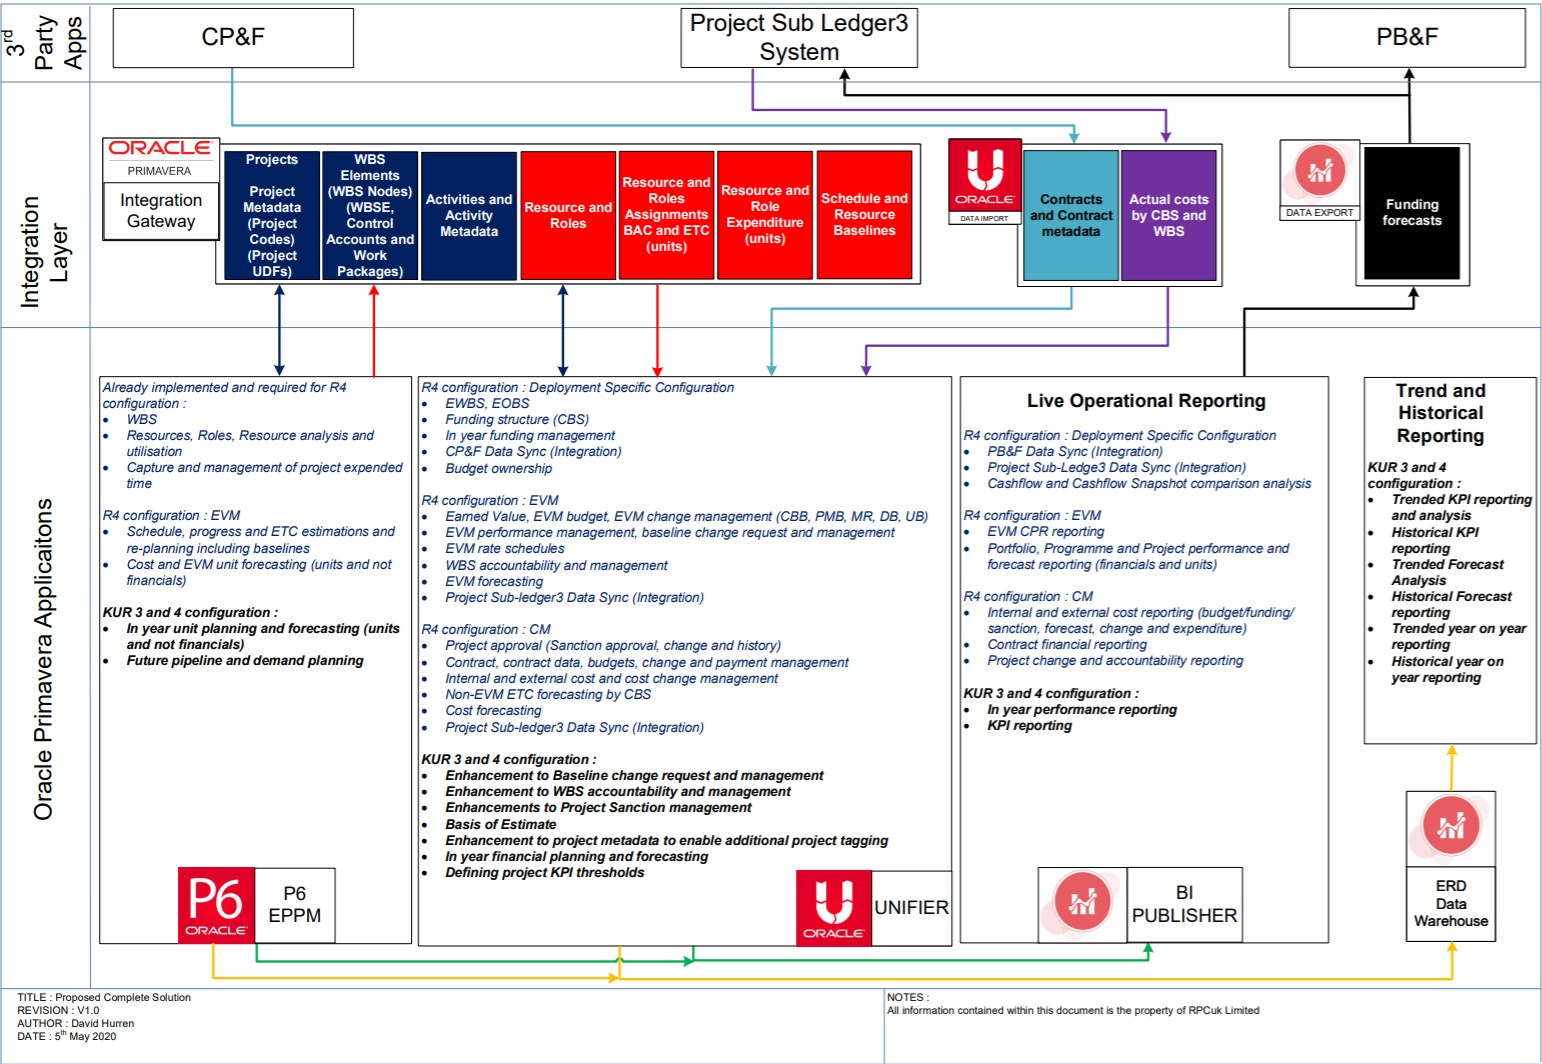 3rd
Party
Apps
CP&F
Project Sub Ledger3
System
PB&F
Integration
Layer
ORACLE
PRIMAVERA
Integration
Gateway
Projects
Project
Metadata
(Project
Codes)
(Project
UDFs)
WBS
Elements
(WBS Nodes)
(WBSE,
Control
Accounts and
Work
Packages)
Activities and
Activity
Metadata
Resource and
Roles
Resource and
Roles
Assignments
BAC and ETC
(units)
Resource and
Role
Expenditure
(units)
Schedule and
Resource
Baselines
ORACLE
DATA IMPORT
Contracts
and Contract
metadata
Actual costs
by CBS and
WBS
DATA EXPORT
Funding
forecasts
Oracle Primavera Applicaitons
Already implemented and required for R4
configuration :
• WBS
• Resources, Roles, Resource analysis and
utilisation
• Capture and management of project expended
time
R4 configuration : EVM
• Schedule, progress and ETC estimations and
re-planning including baselines
• Cost and EVM unit forecasting (units and not
financials)
KUR 3 and 4 configuration :
• In year unit planning and forecasting (units
and not financials)
• Future pipeline and demand planning
P6
ORACLE
P6
EPPM
R4 configuration : Deployment Specific Configuration
• EWBS, EOBS
• Funding structure (CBS)
• In year funding management
• CP&F Data Sync (Integration)
• Budget ownership
R4 configuration : EVM
• Earned Value, EVM budget, EVM change management (CBB, PMB, MR, DB, UB)
• EVM performance management, baseline change request and management
• EVM rate schedules
• WBS accountability and management
• EVM forecasting
• Project Sub-ledger3 Data Sync (Integration)
R4 configuration : CM
• Project approval (Sanction approval, change and history)
• Contract, contract data, budgets, change and payment management
• Internal and external cost and cost change management
• Non-EVM ETC forecasting by CBS
• Cost forecasting
• Project Sub-ledger3 Data Sync (Integration)
KUR 3 and 4 configuration :
• Enhancement to Baseline change request and management
• Enhancement to WBS accountability and management
• Enhancements to Project Sanction management
• Basis of Estimate
• Enhancement to project metadata to enable additional project tagging
• In year financial planning and forecasting
• Defining project KPI thresholds
ORACLE
UNIFIER
Live Operational Reporting
R4 configuration : Deployment Specific Configuration
• PB&F Data Sync (Integration)
• Project Sub-Ledge3 Data Sync (Integration)
• Cashflow and Cashflow Snapshot comparison analysis
R4 configuration : EVM
• EVM CPR reporting
• Portfolio, Programme and Project performance and
forecast reporting (financials and units)
R4 configuration : CM
• Internal and external cost reporting (budget/funding/
sanction, forecast, change and expenditure)
• Contract financial reporting
• Project change and accountability reporting
KUR 3 and 4 configuration :
• In year performance reporting
• KPI reporting
BI
PUBLISHER
Trend and
Historical
Reporting
KUR 3 and 4
configuration :
• Trended KPI reporting
and analysis
• Historical KPI
reporting
• Trended Forecast
Analysis
• Historical Forecast
reporting
• Trended year on year
reporting
• Historical year on
year reporting
ERD
Data
Warehouse
TITLE : Proposed Complete Solution
REVISION : V1.0
AUTHOR : David Hurren
DATE : 5th May 2020
NOTES :
All information contained within this document is the property of RPCuk Limited